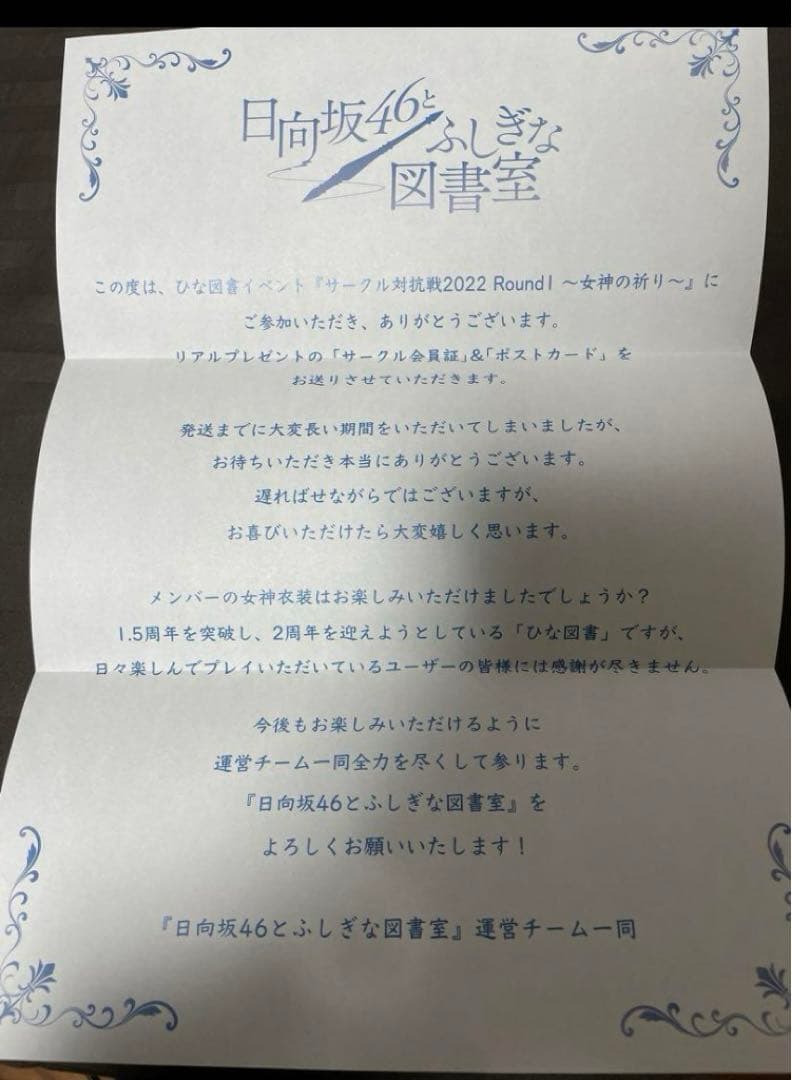 日向坂46と
ふしぎな
図書室
この度は、ひな図書イベント『サークル対抗戦2022 Round1 〜女神の祈り〜』に
ご参加いただき、ありがとうございます。
リアルプレゼントの「サークル会員証」&「ポストカード」を
お送りさせていただきます。
発送までに大変長い期間をいただいてしまいましたが、
お待ちいただき本当にありがとうございます。
遅ればせながらではございますが、
お喜びいただけたら大変嬉しく思います。
メンバーの女神衣装はお楽しみいただけましたでしょうか？
1.5周年を突破し、2周年を迎えようとしている「ひな図書」ですが、
日々楽しんでプレイいただいているユーザーの皆様には感謝が尽きません。
今後もお楽しみいただけるように
運営チーム一同全力を尽くして参ります。
『日向坂46とふしぎな図書室』を
よろしくお願いいたします！
『日向坂46とふしぎな図書室』運営チーム一同